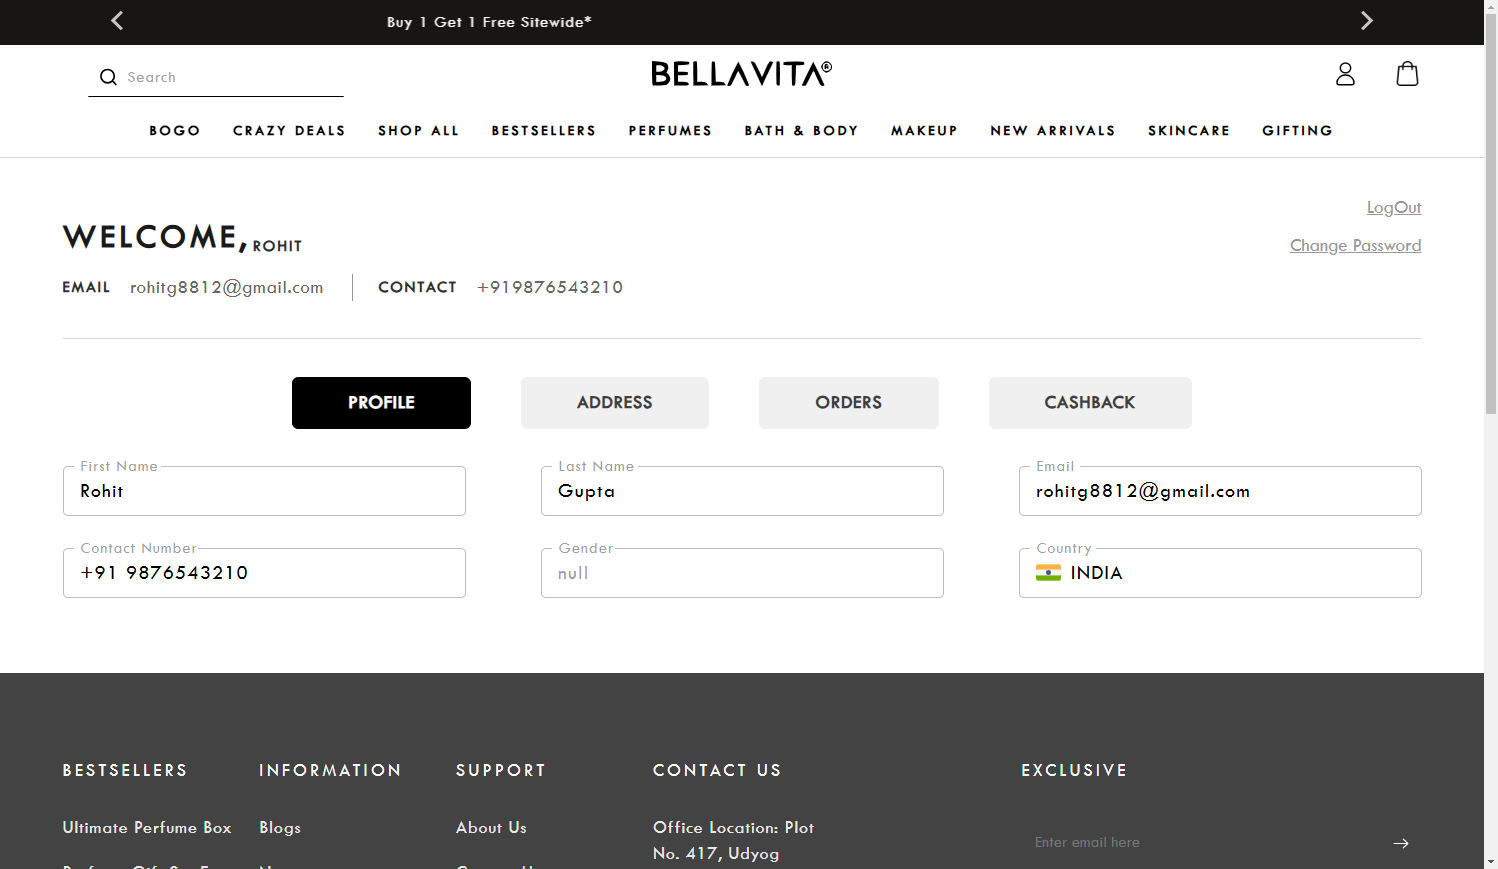 Buy 1 Get 1 Free Sitewide*
Search
BELLAVITA®
BOGO CRAZY DEALS SHOP ALL BESTSELLERS PERFUMES BATH & BODY MAKEUP NEW ARRIVALS SKINCARE GIFTING
LogOut
WELCOME, ROHIT
Change Password
EMAIL rohitg8812@gmail.com CONTACT +919876543210
PROFILE ADDRESS ORDERS CASHBACK
First Name Last Name Email
Rohit Gupta rohitg8812@gmail.com
Contact Number Gender Country
+91 9876543210 null INDIA
BESTSELLERS INFORMATION SUPPORT CONTACT US EXCLUSIVE
Ultimate Perfume Box Blogs About Us Office Location: Plot
No. 417, Udyog
Enter email here